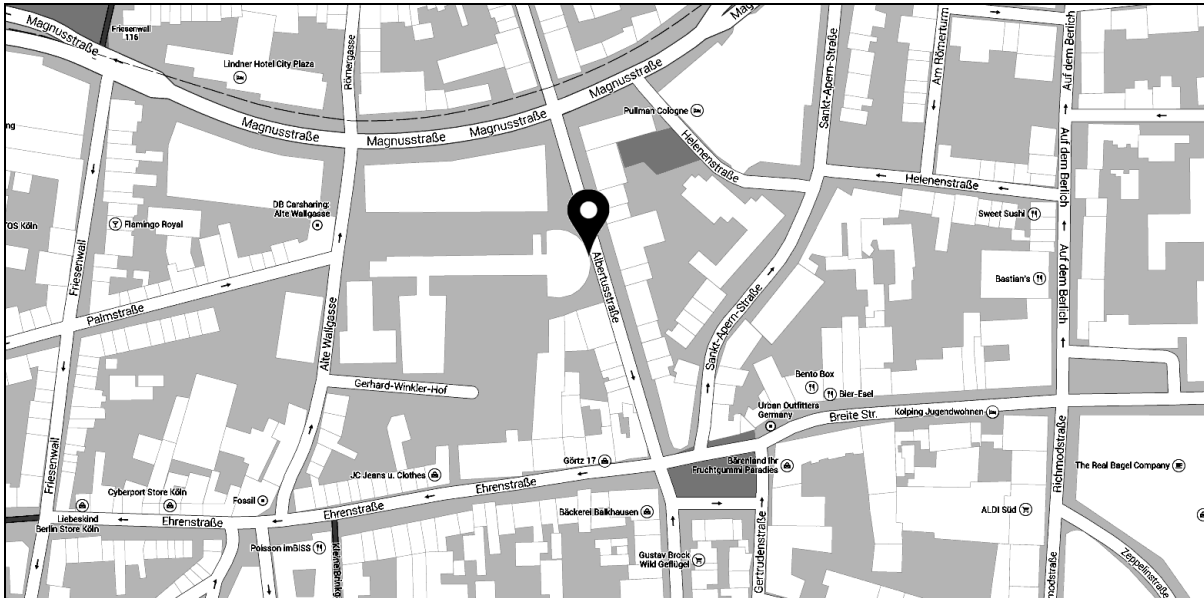 Magnusstraße
Friesenwall
116
Lindner Hotel City Plaza
Römergasse
Magnusstraße
Magnusstraße
Magnusstraße
Magnusstraße
Pullman Cologne
Sankt-Apern-Straße
Am Römerturm
Auf dem Berlich
Auf dem Berlich
Helenenstraße
Helenenstraße
DB Carsharing:
Alte Wallgasse
Flamingo Royal
Friesenwall
Sweet Sushi
Bastian's
Auf dem Berlich
Albertusstraße
Palmstraße
Alte Wallgasse
Sankt-Apern-Straße
Gerhard-Winkler-Hof
Bento Box
Bier-Esel
Urban Outfitters
Germany
Breite Str.
Kolping Jugendwohnen
Görtz 17
Bärenland Ihr
Fruchtgummi Paradies
Richmodstraße
The Real Bagel Company
Friesenwall
JC Jeans u. Clothes
Cyberport Store Köln
Fossil
Ehrenstraße
Ehrenstraße
Ehrenstraße
Liebeskind
Berlin Store Köln
Bäckerei Balkhausen
ALDI Süd
Poisson imBISS
Gustav Brock
Wild Geflügel
Gertrudenstraße
Zeppelinstraße